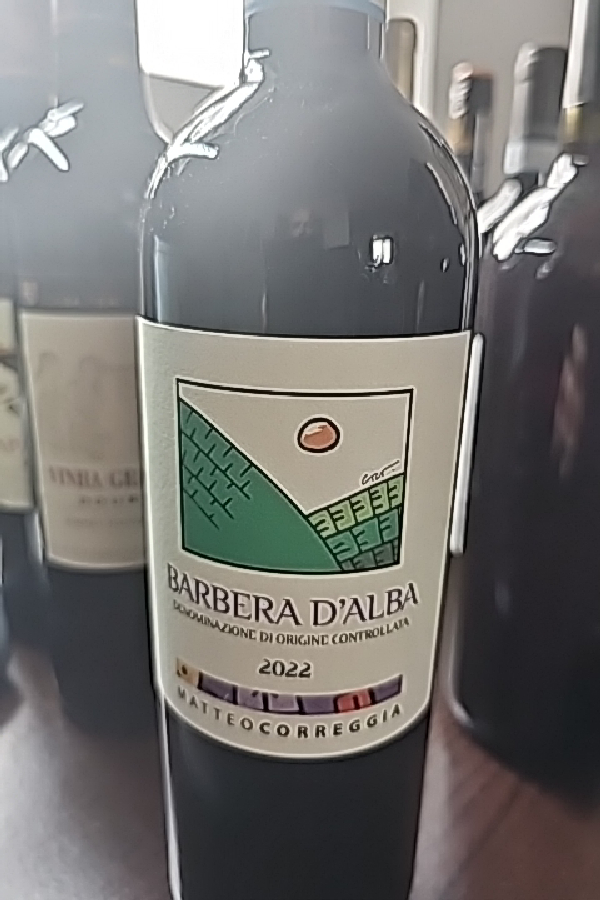 BARBERA D'ALBA
DENOMINAZIONE DI ORIGINE CONTROLLATA
2022
MATTEOCORREGGIA